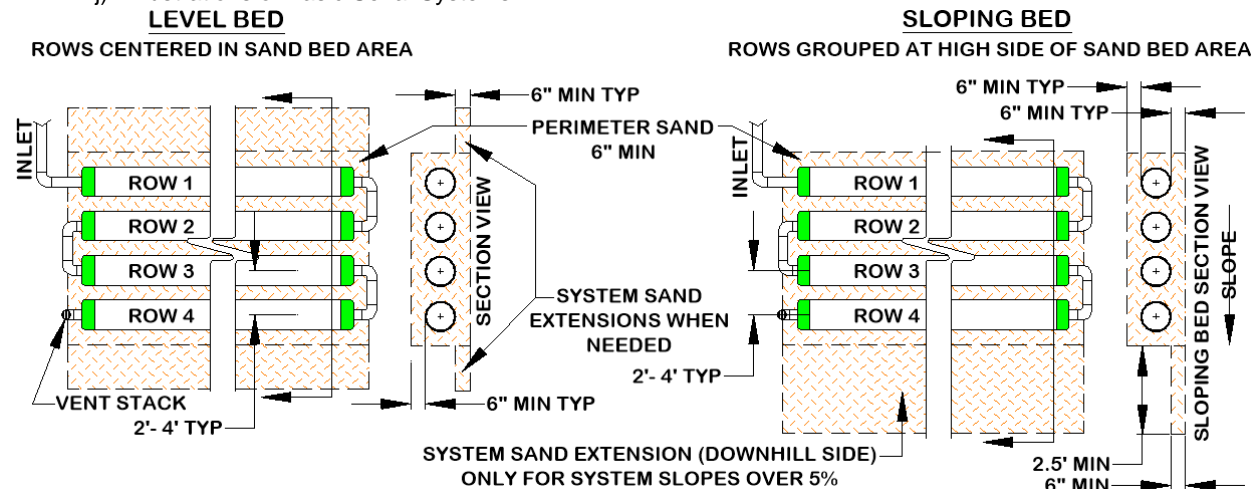 LEVEL BED
ROWS CENTERED IN SAND BED AREA
6" MIN TYP
PERIMETER SAND
6" MIN
INLET
ROW 1
ROW 2
ROW 3
ROW 4
SECTION VIEW
SYSTEM SAND
EXTENSIONS WHEN
NEEDED
VENT STACK
2'- 4' TYP
6" MIN TYP
SLOPING BED
ROWS GROUPED AT HIGH SIDE OF SAND BED AREA
6" MIN TYP
6" MIN TYP
INLET
ROW 1
ROW 2
ROW 3
ROW 4
2'- 4' TYP
SLOPING BED SECTION VIEW
SLOPE
SYSTEM SAND EXTENSION (DOWNHILL SIDE)
ONLY FOR SYSTEM SLOPES OVER 5%
2.5' MIN
6" MIN